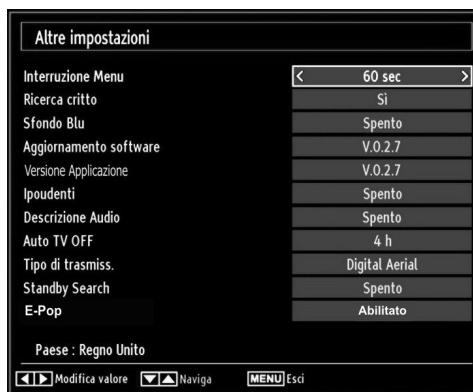 Altre impostazioni
Interruzione Menu < 60 sec >
Ricerca critto Sì
Sfondo Blu Spento
Aggiornamento software V.0.2.7
Versione Applicazione V.0.2.7
Ipoudenti Spento
Descrizione Audio Spento
Auto TV OFF 4 h
Tipo di trasmiss. Digital Aerial
Standby Search Spento
E-Pop Abilitato
Paese : Regno Unito
Modifica valore Naviga MENU Esci